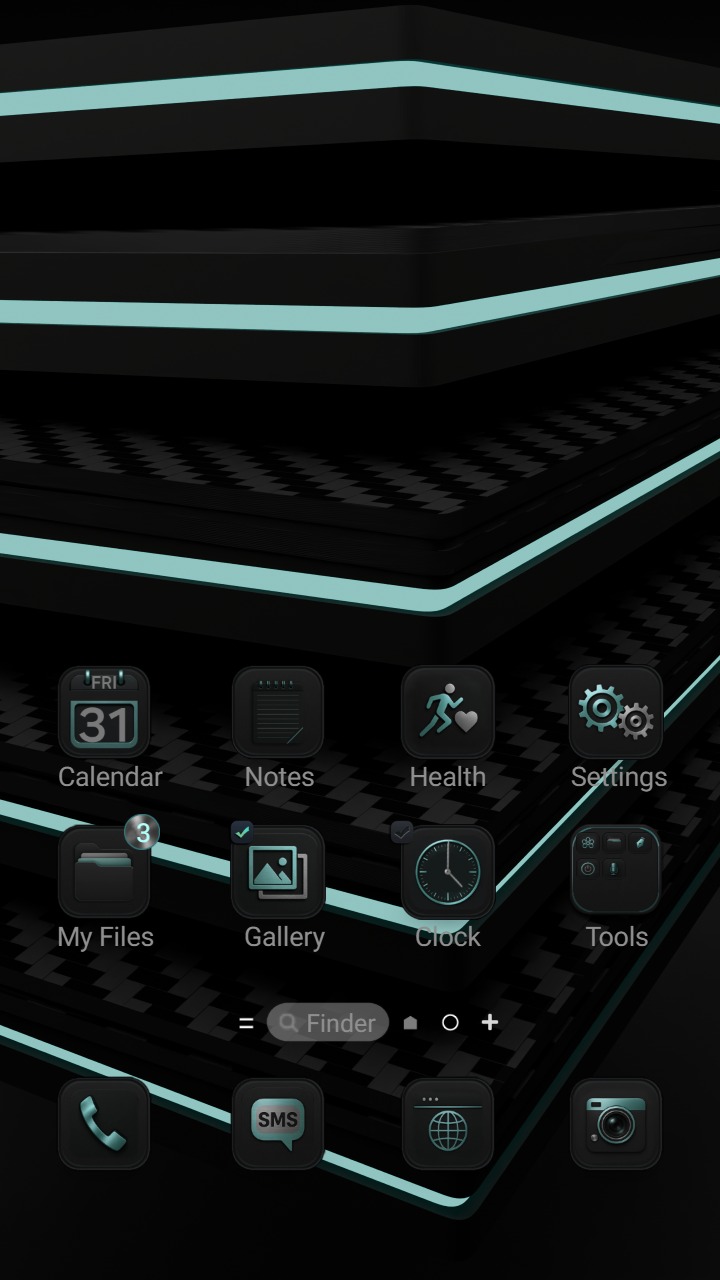 FRI
31
Calendar
Notes
Health
Settings
3
My Files
Gallery
Clock
Tools
Finder
SMS